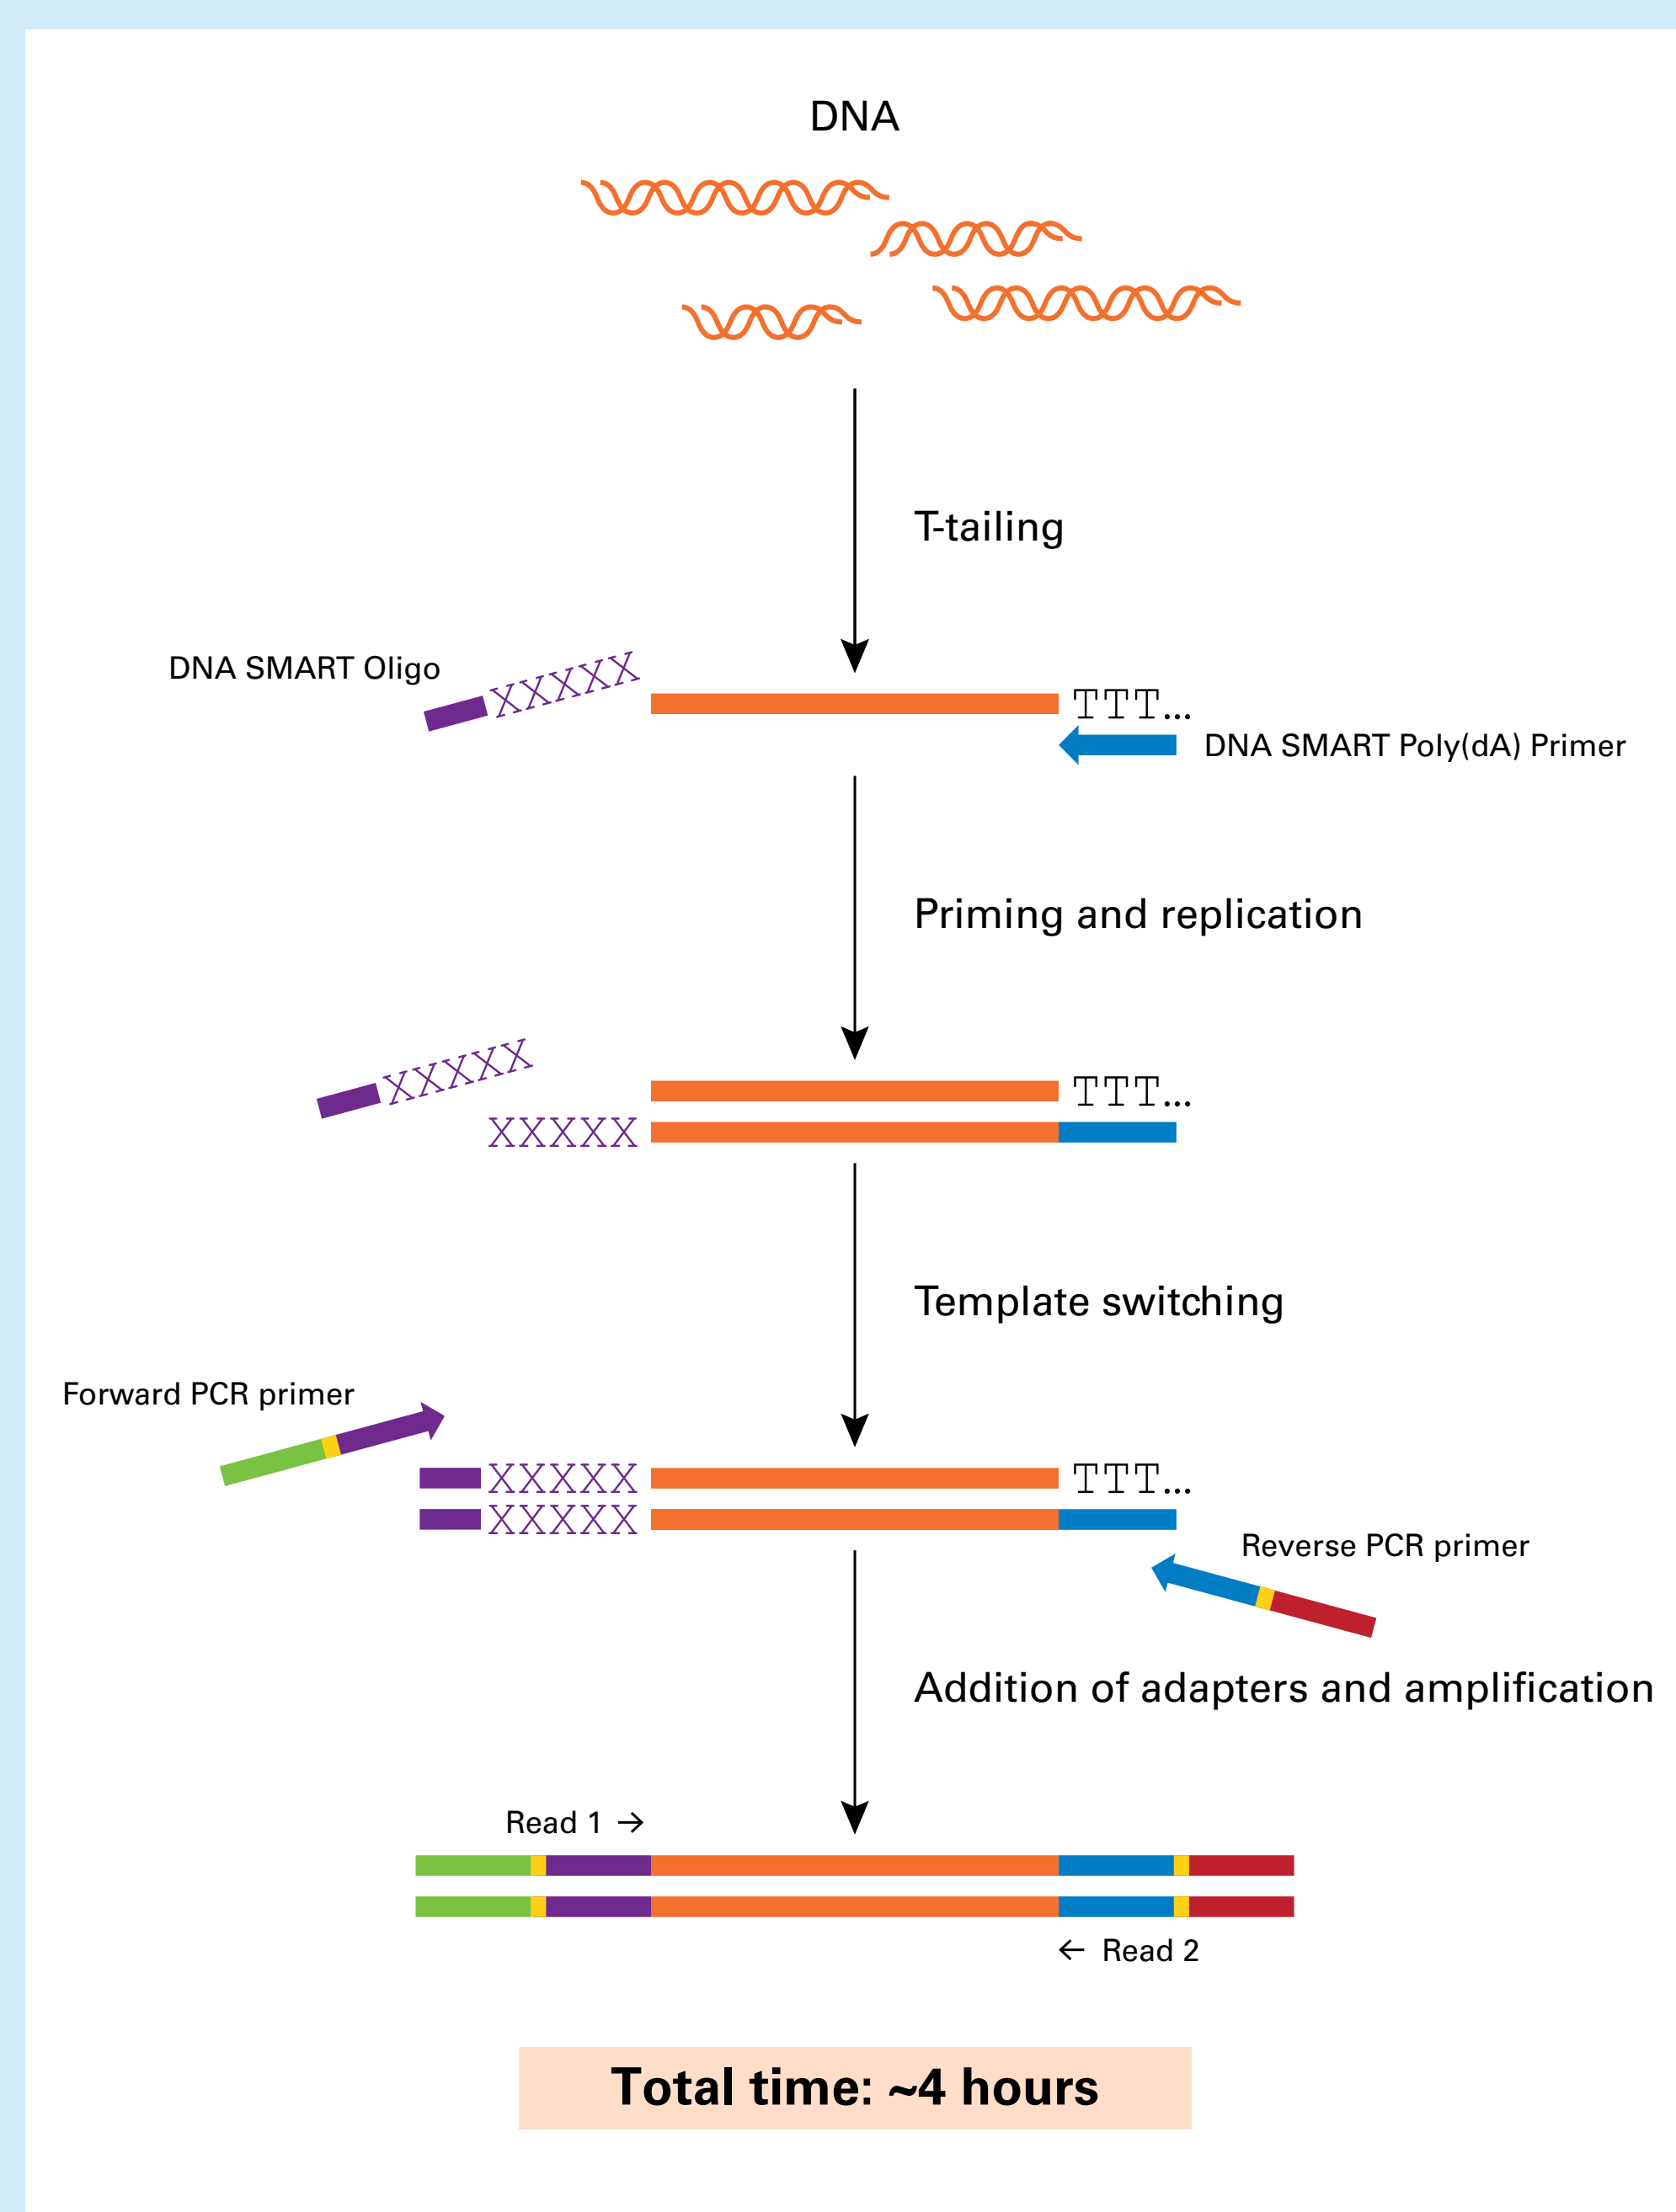 DNA
T-tailing
DNA SMART Oligo
XXXXX
TTT...
DNA SMART Poly(dA) Primer
Priming and replication
XXXXX
TTT...
XXXXX
Template switching
Forward PCR primer
XXXXX
TTT...
XXXXX
Reverse PCR primer
Addition of adapters and amplification
Read 1 →
← Read 2
Total time: ~4 hours